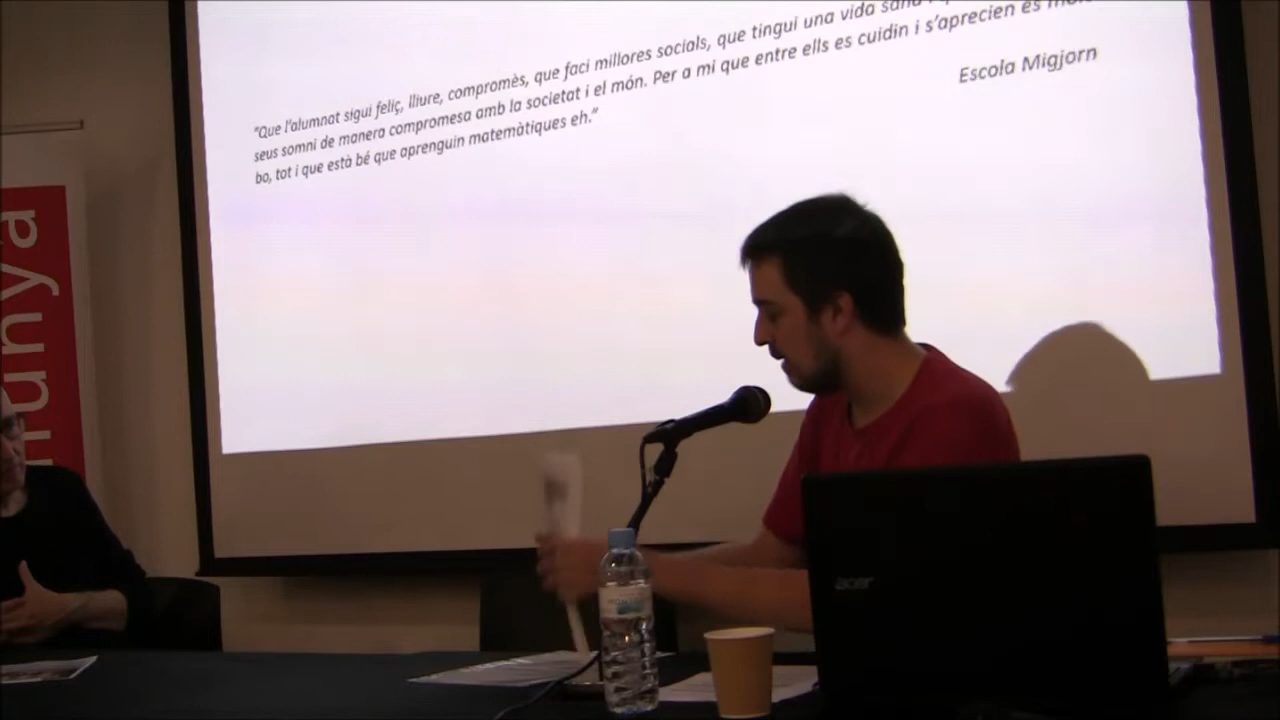 "Que l'alumnat sigui feliç, lliure, compromès, que faci millores socials, que tingui una vida sana
seus somni de manera compromesa amb la societat i el món. Per a mi que entre ells es cuidin i s'aprecien és
bo, tot i que està bé que aprenguin matemàtiques eh."
Escola Migjorn
munya
acer